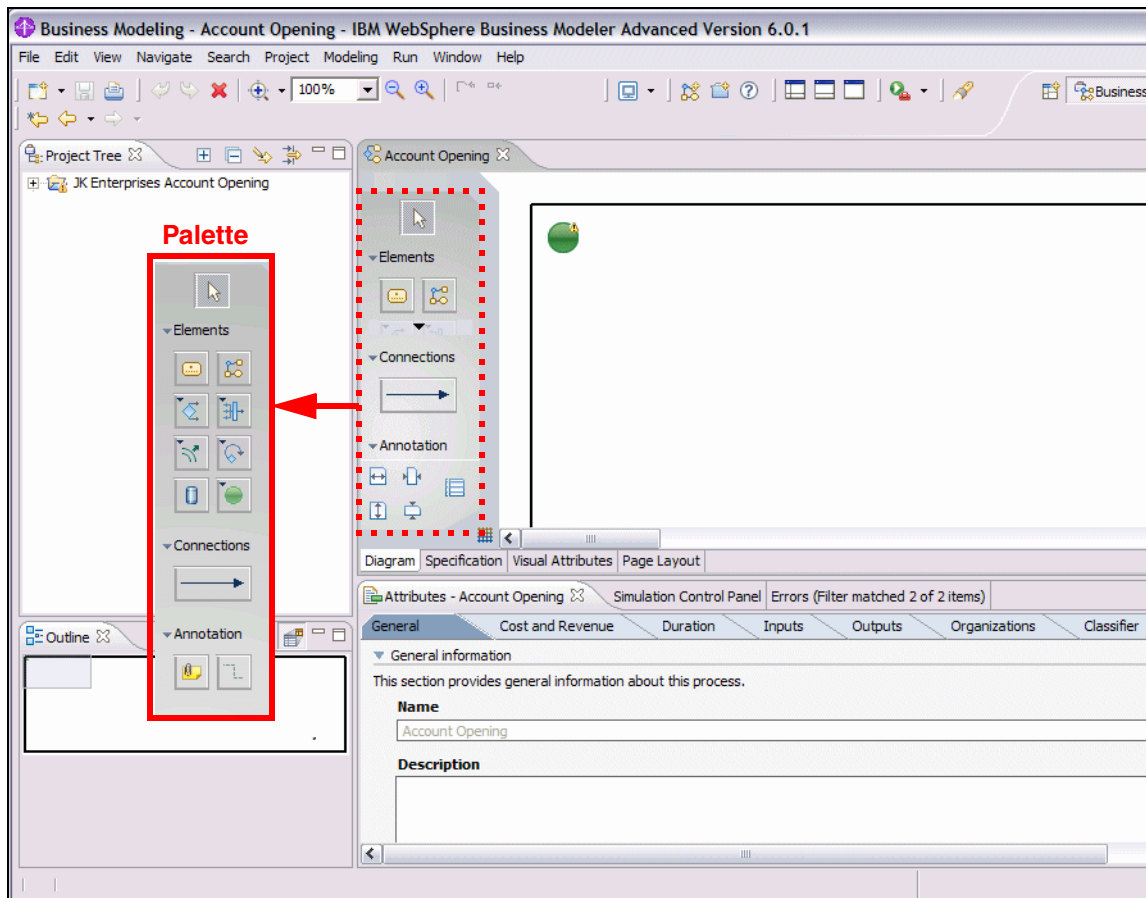 Business Modeling - Account Opening - IBM WebSphere Business Modeler Advanced Version 6.0.1
File Edit View Navigate Search Project Modeling Run Window Help
100%
Business
Project Tree
Account Opening
JK Enterprises Account Opening
Palette
Elements
Connections
Annotation
Elements
Connections
Annotation
Diagram Specification Visual Attributes Page Layout
Attributes - Account Opening Simulation Control Panel Errors (Filter matched 2 of 2 items)
Outline
General Cost and Revenue Duration Inputs Outputs Organizations Classifier
General information
This section provides general information about this process.
Name
Account Opening
Description